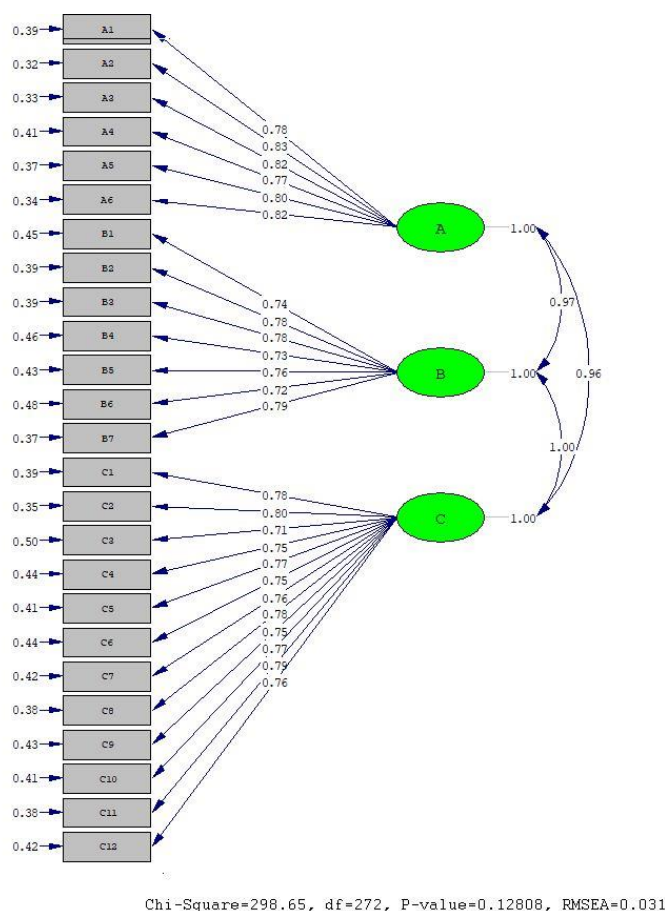 0.39 A1
0.32 A2
0.33 A3
0.41 A4
0.37 A5
0.34 A6
0.45 B1
0.39 B2
0.39 B3
0.46 B4
0.43 B5
0.48 B6
0.37 B7
0.39 C1
0.35 C2
0.50 C3
0.44 C4
0.41 C5
0.44 C6
0.42 C7
0.38 C8
0.43 C9
0.41 C10
0.38 C11
0.42 C12
0.78
0.83
0.82
0.77
0.80
0.82
0.74
0.78
0.78
0.73
0.76
0.72
0.79
0.78
0.80
0.71
0.75
0.77
0.75
0.76
0.78
0.75
0.77
0.79
0.76
A 1.00
B 1.00
C 1.00
0.97
0.96
1.00
Chi-Square=298.65, df=272, P-value=0.12808, RMSEA=0.031